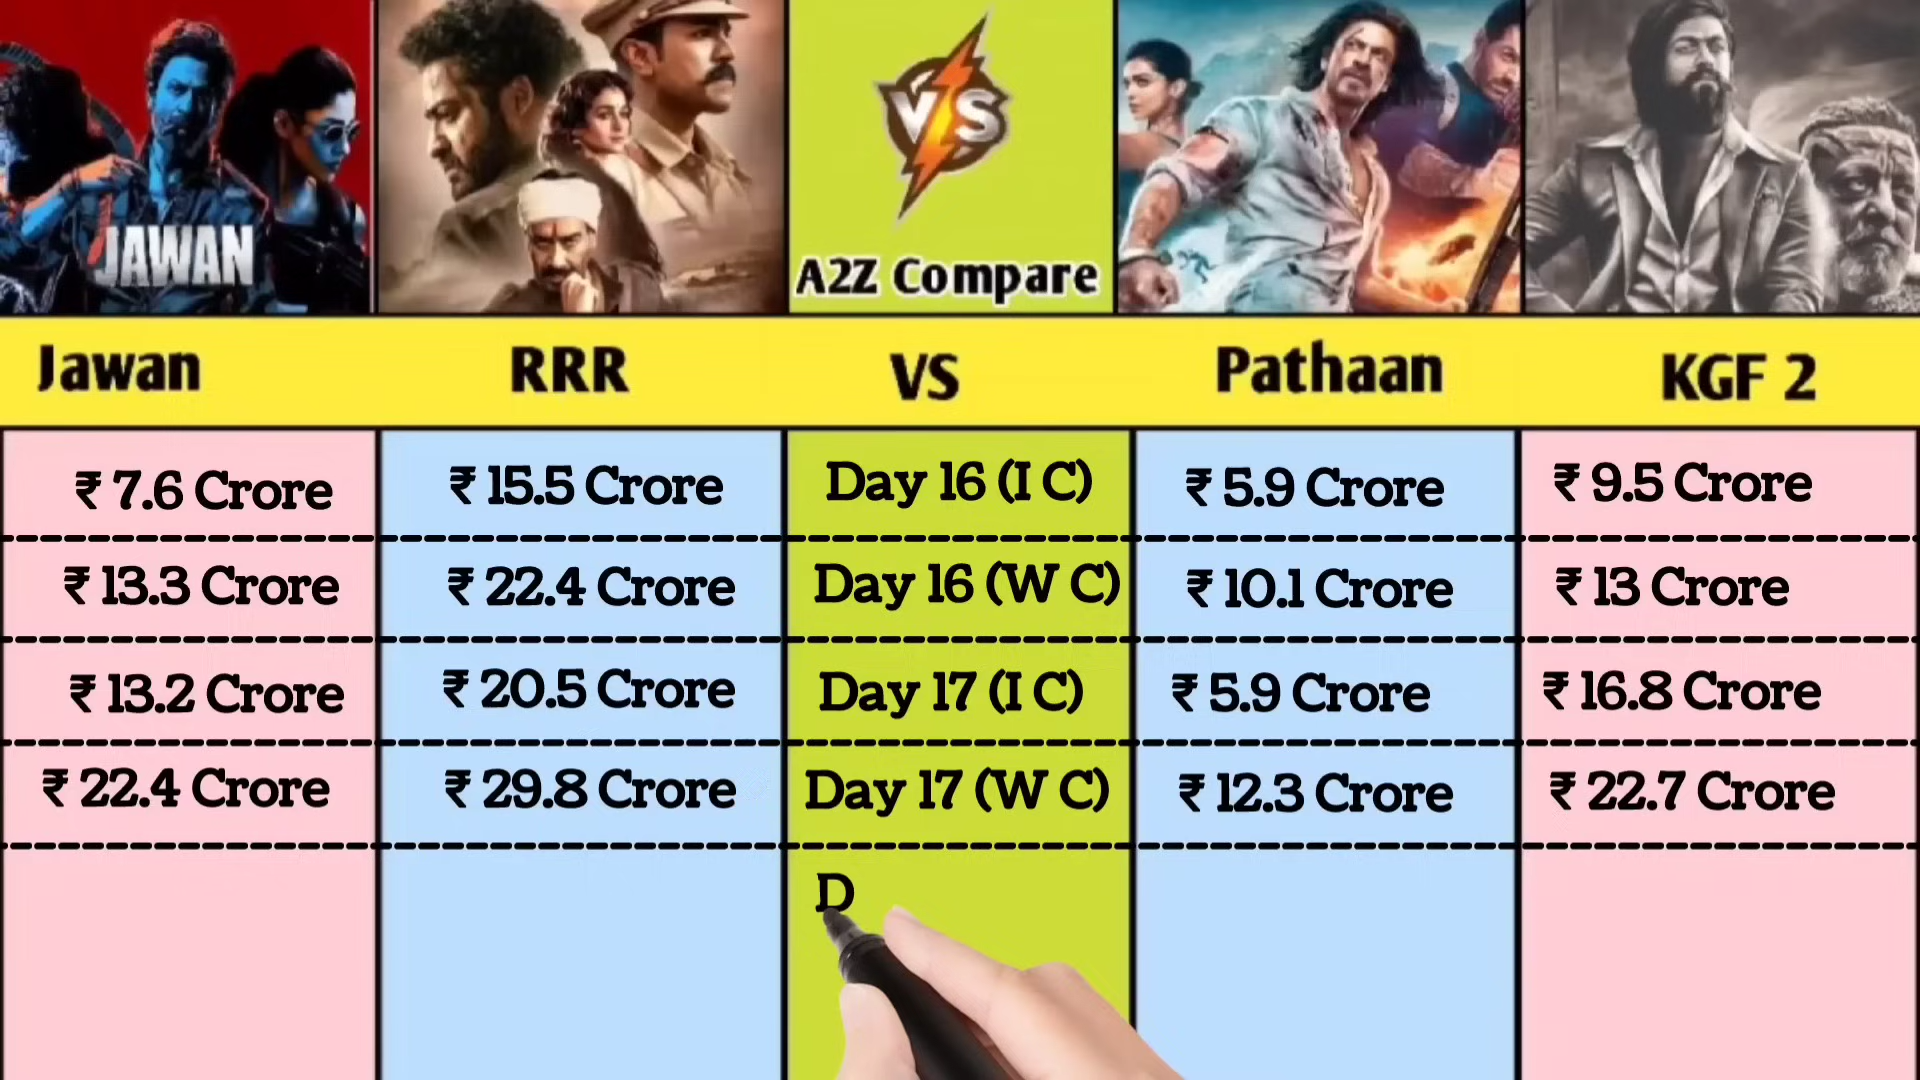 JAWAN
VS
A2Z Compare
Jawan RRR VS Pathaan KGF 2
₹ 7.6 Crore ₹ 15.5 Crore Day 16 (I C) ₹ 5.9 Crore ₹ 9.5 Crore
₹ 13.3 Crore ₹ 22.4 Crore Day 16 (W C) ₹ 10.1 Crore ₹ 13 Crore
₹ 13.2 Crore ₹ 20.5 Crore Day 17 (I C) ₹ 5.9 Crore ₹ 16.8 Crore
₹ 22.4 Crore ₹ 29.8 Crore Day 17 (W C) ₹ 12.3 Crore ₹ 22.7 Crore
D